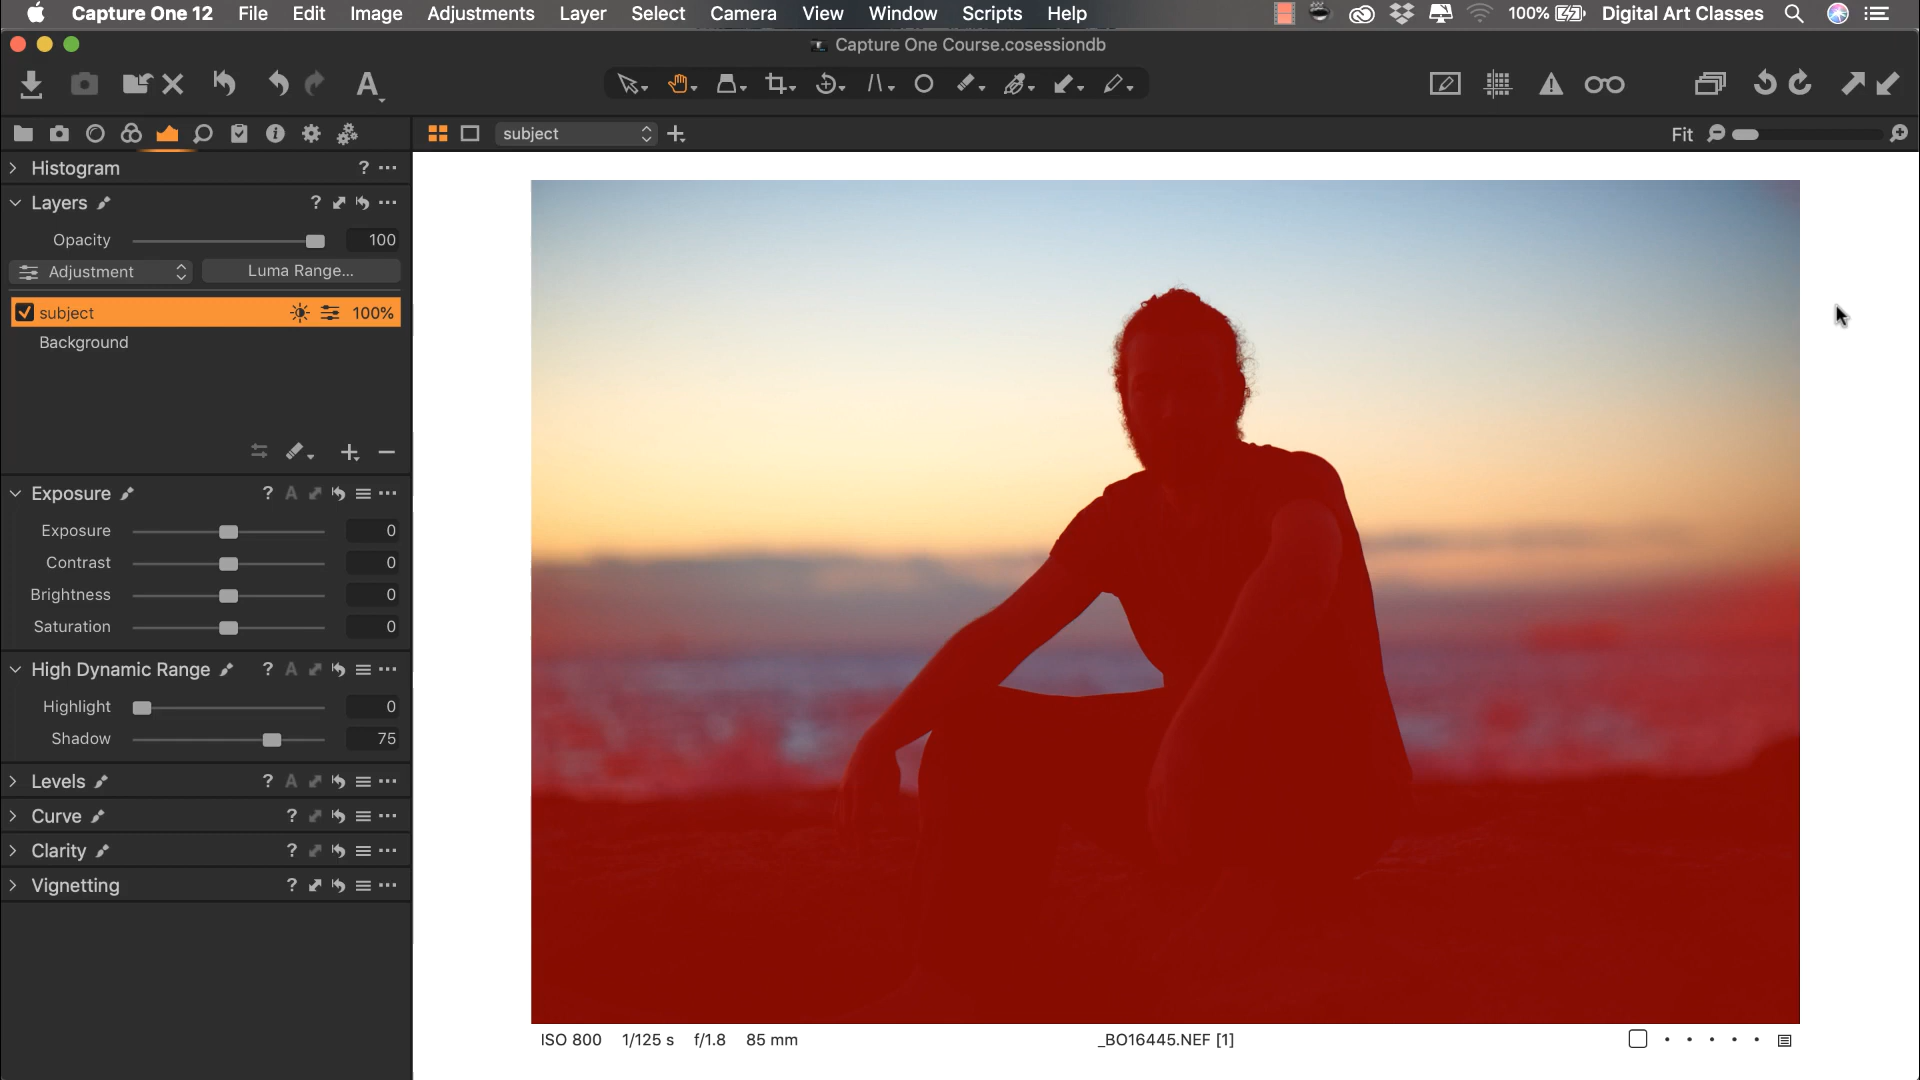 Capture One 12 File Edit Image Adjustments Layer Select Camera View Window Scripts Help 100% Digital Art Classes
Capture One Course.cosessiondb
A
subject Fit
Histogram ? ...
Layers ? ...
Opacity 100
Adjustment Luma Range...
subject 100%
Background
Exposure ? A ...
Exposure 0
Contrast 0
Brightness 0
Saturation 0
High Dynamic Range ? A ...
Highlight 0
Shadow 75
Levels ? A ...
Curve ? ...
Clarity ? ...
Vignetting ? ...
ISO 800 1/125 s f/1.8 85 mm _BO16445.NEF [1]